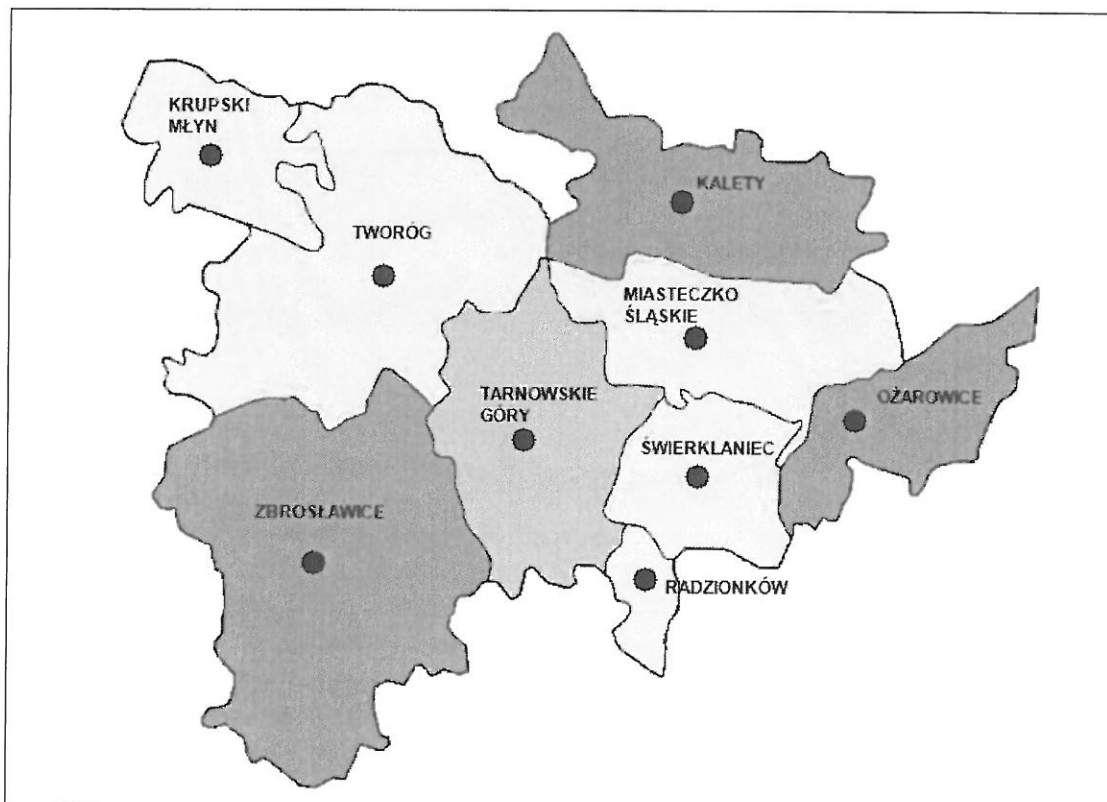 KRUPSKI
MŁYN
KALETY
TWORÓG
MIASTECZKO
ŚLĄSKIE
TARNOWSKIE
GÓRY
OŻAROWICE
ŚWIERKLANIEC
ZBROSŁAWICE
RADZIONKÓW